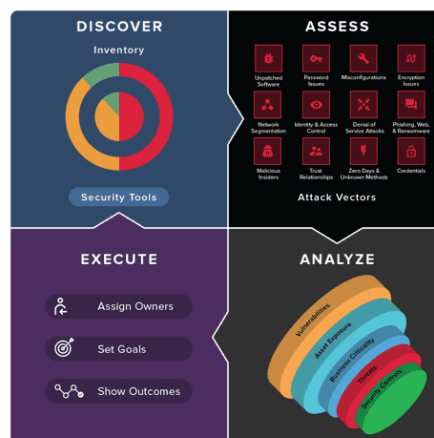 DISCOVER
Inventory
Security Tools
ASSESS
Unpatched
Software
Password
Issues
Misconfigurations
Encryption
Issues
Network
Segmentation
Identity & Access
Control
Denial of
Service Attacks
Phishing, Web,
& Ransomware
Malicious
Insiders
Trust
Relationships
Zero Days &
Unknown Methods
Credentials
Attack Vectors
EXECUTE
Assign Owners
Set Goals
Show Outcomes
ANALYZE
Vulnerabilities
Asset Exposure
Business Criticality
Threats
Security Controls